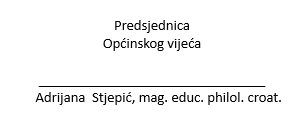 Predsjednica
Općinskog vijeća
Adrijana  Stjepić, mag. educ. philol. croat.